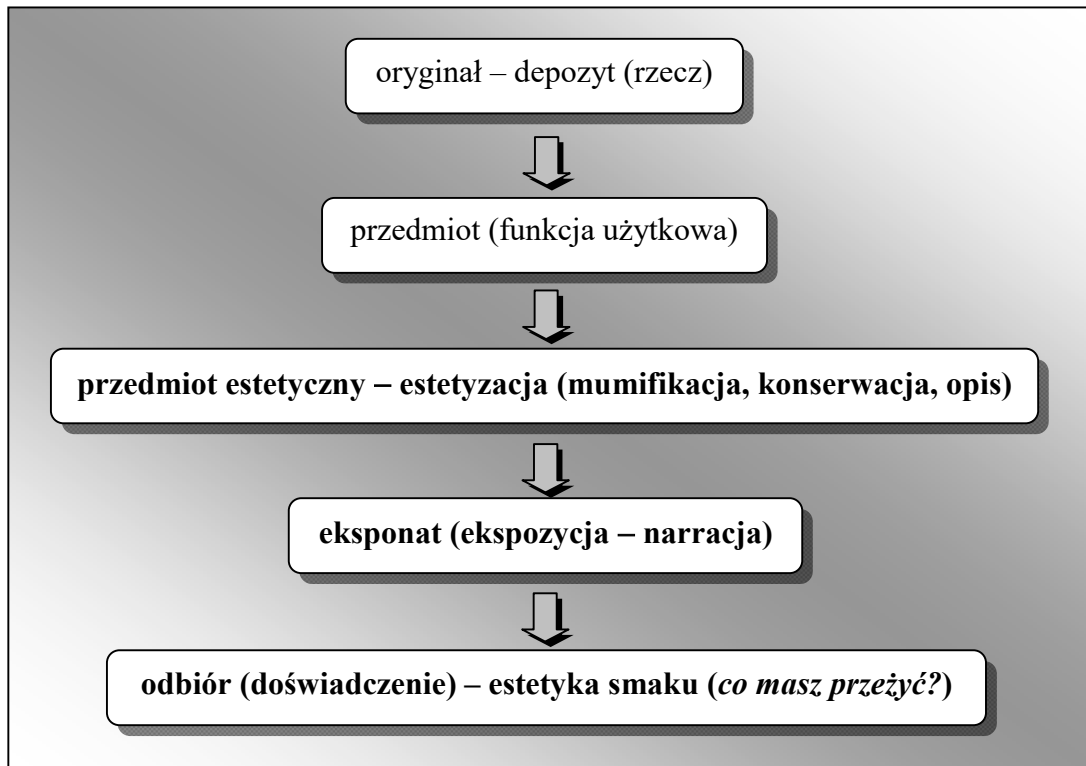 oryginał – depozyt (rzecz)
przedmiot (funkcja użytkowa)
przedmiot estetyczny – estetyzacja (mumifikacja, konserwacja, opis)
eksponat (ekspozycja – narracja)
odbiór (doświadczenie) – estetyka smaku (co masz przeżyć?)